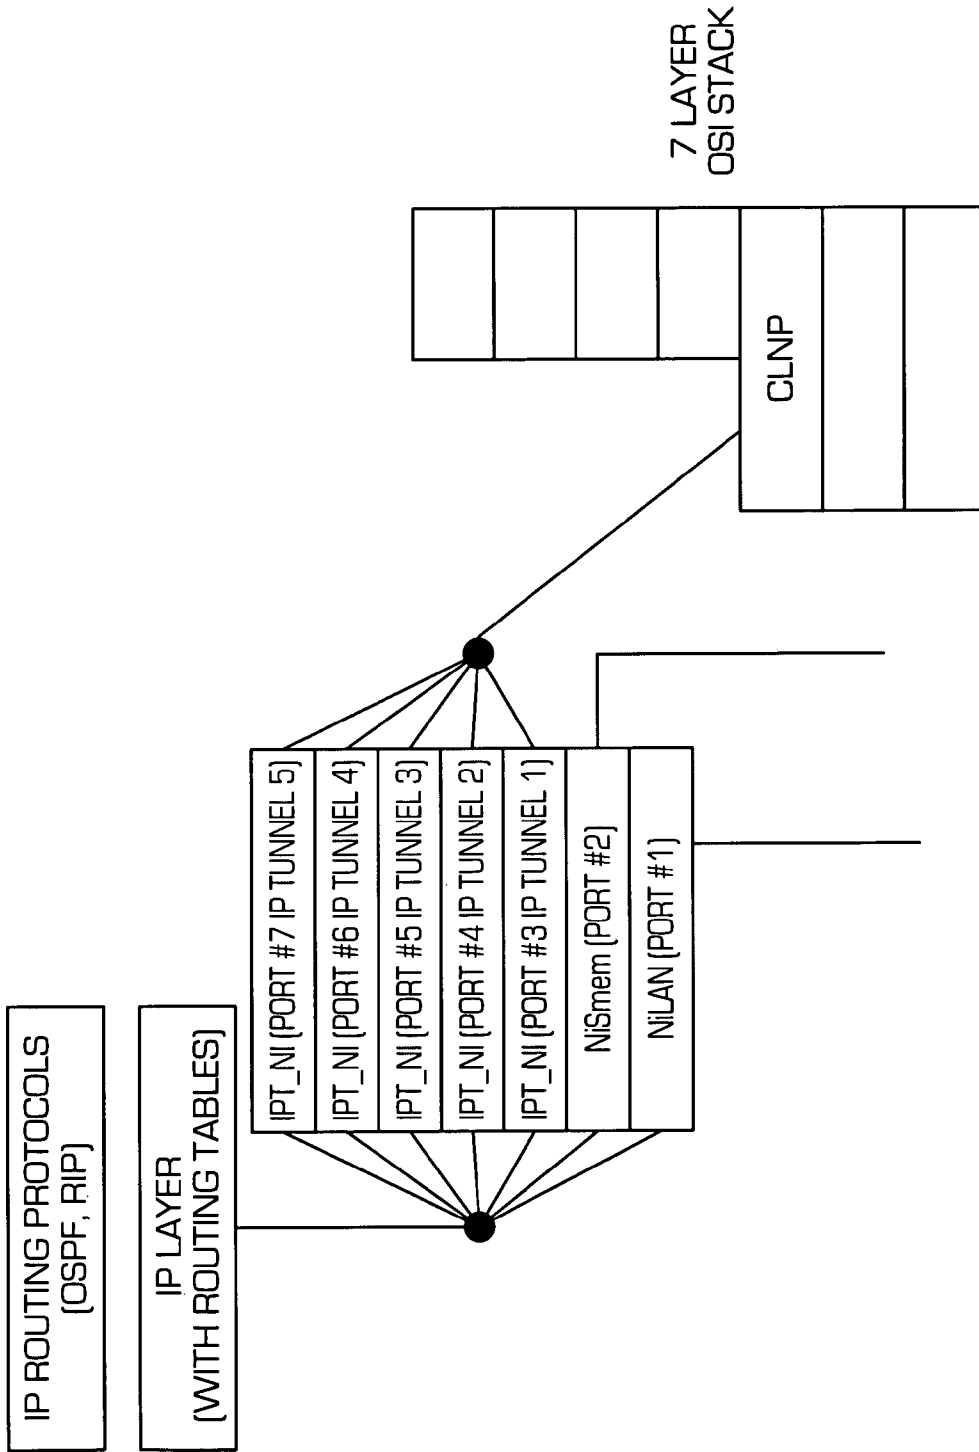 IP ROUTING PROTOCOLS
(OSPF, RIP)
IP LAYER
(WITH ROUTING TABLES)
IPT_NI (PORT #7 IP TUNNEL 5)
IPT_NI (PORT #6 IP TUNNEL 4)
IPT_NI (PORT #5 IP TUNNEL 3)
IPT_NI (PORT #4 IP TUNNEL 2)
IPT_NI (PORT #3 IP TUNNEL 1)
NiSmem (PORT #2)
NiLAN (PORT #1)
7 LAYER
OSI STACK
CLNP